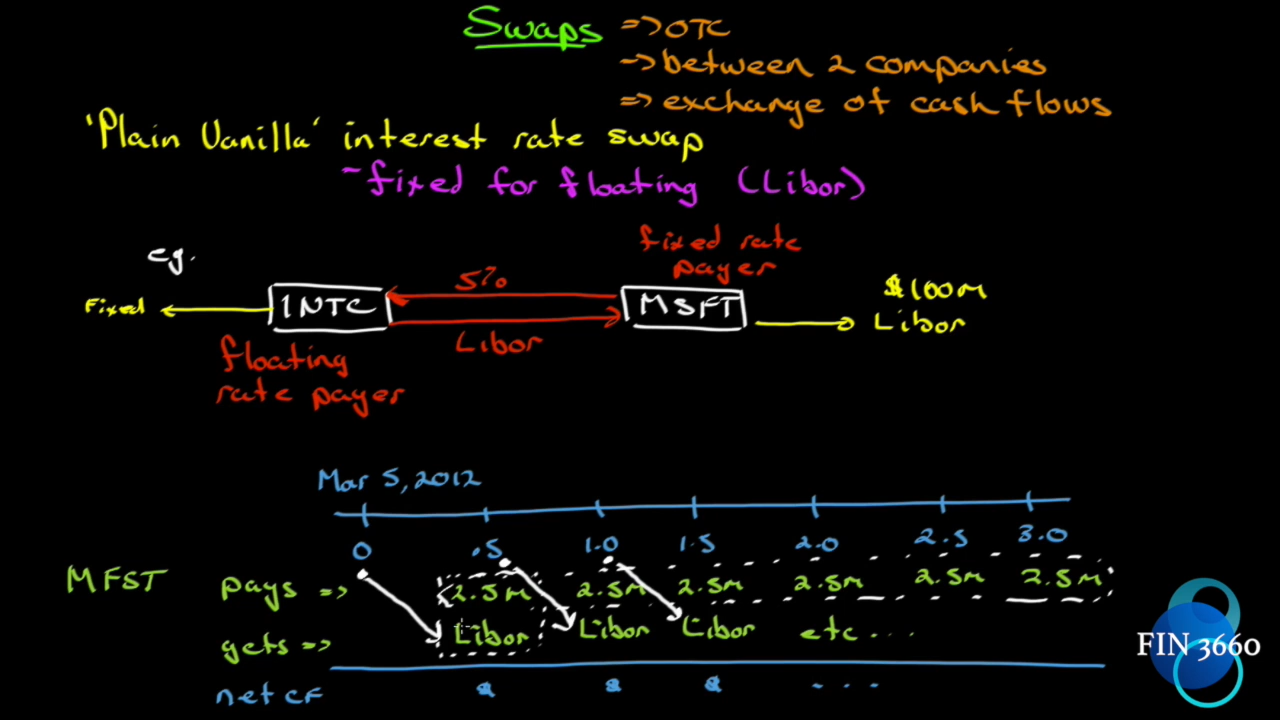 Swaps => OTC
-> between 2 companies
=> exchange of cash flows
'Plain Vanilla' interest rate swap
- fixed for floating (Libor)
eg.
fixed rate
payer
5%
$100M
Fixed
INTC
MSFT
Libor
Libor
floating
rate payer
Mar 5, 2012
0 .5 1.0 1.5 2.0 2.5 3.0
MFST pays => 2.5M 2.5M 2.5M 2.5M 2.5M 2.5M
gets => Libor Libor Libor etc....
net CF $ $ $ ...
FIN 3660